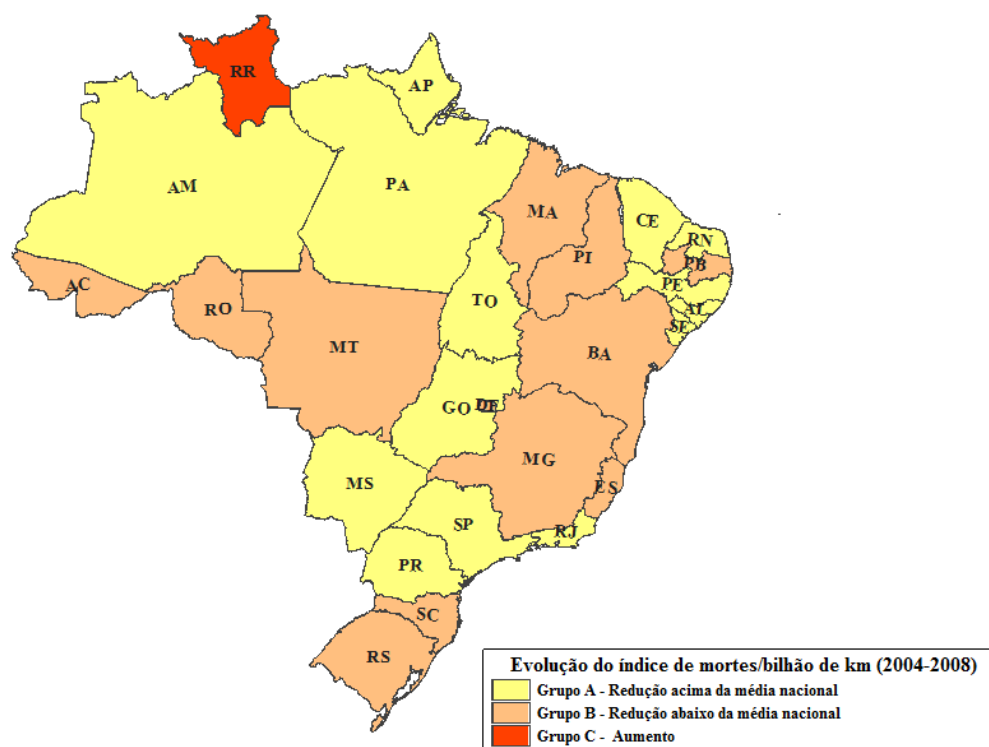 RR
AP
AM
PA
MA
CE
RN
PB
PI
PE
AC
AL
TO
RO
SE
MT
BA
GO
DF
MG
MS
ES
SP
RJ
PR
SC
RS
Evolução do índice de mortes/bilhão de km (2004-2008)
Grupo A - Redução acima da média nacional
Grupo B - Redução abaixo da média nacional
Grupo C - Aumento